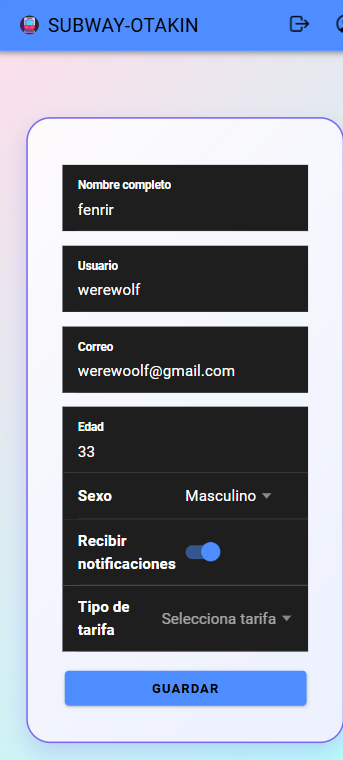 SUBWAY-OTAKIN
Nombre completo
fenrir
Usuario
werewolf
Correo
werewoolf@gmail.com
Edad
33
Sexo Masculino
Recibir
notificaciones
Tipo de
tarifa Selecciona tarifa
GUARDAR